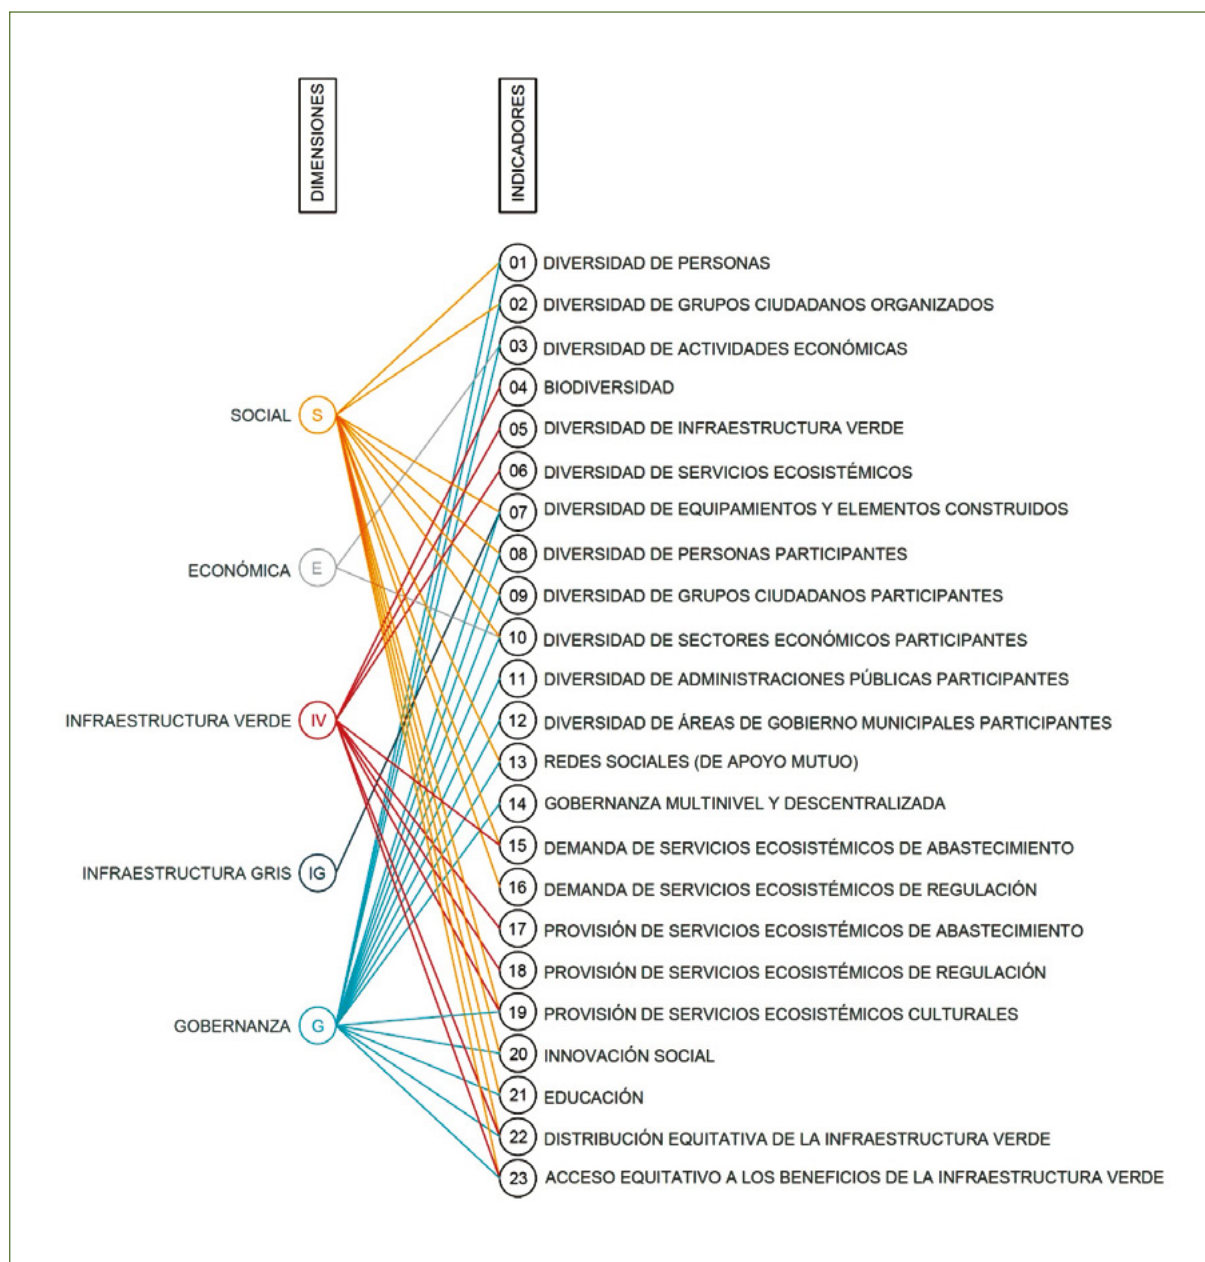 DIMENSIONES
INDICADORES
SOCIAL S
ECONÓMICA E
INFRAESTRUCTURA VERDE IV
INFRAESTRUCTURA GRIS IG
GOBERNANZA G
01 DIVERSIDAD DE PERSONAS
02 DIVERSIDAD DE GRUPOS CIUDADANOS ORGANIZADOS
03 DIVERSIDAD DE ACTIVIDADES ECONÓMICAS
04 BIODIVERSIDAD
05 DIVERSIDAD DE INFRAESTRUCTURA VERDE
06 DIVERSIDAD DE SERVICIOS ECOSISTÉMICOS
07 DIVERSIDAD DE EQUIPAMIENTOS Y ELEMENTOS CONSTRUIDOS
08 DIVERSIDAD DE PERSONAS PARTICIPANTES
09 DIVERSIDAD DE GRUPOS CIUDADANOS PARTICIPANTES
10 DIVERSIDAD DE SECTORES ECONÓMICOS PARTICIPANTES
11 DIVERSIDAD DE ADMINISTRACIONES PÚBLICAS PARTICIPANTES
12 DIVERSIDAD DE ÁREAS DE GOBIERNO MUNICIPALES PARTICIPANTES
13 REDES SOCIALES (DE APOYO MUTUO)
14 GOBERNANZA MULTINIVEL Y DESCENTRALIZADA
15 DEMANDA DE SERVICIOS ECOSISTÉMICOS DE ABASTECIMIENTO
16 DEMANDA DE SERVICIOS ECOSISTÉMICOS DE REGULACIÓN
17 PROVISIÓN DE SERVICIOS ECOSISTÉMICOS DE ABASTECIMIENTO
18 PROVISIÓN DE SERVICIOS ECOSISTÉMICOS DE REGULACIÓN
19 PROVISIÓN DE SERVICIOS ECOSISTÉMICOS CULTURALES
20 INNOVACIÓN SOCIAL
21 EDUCACIÓN
22 DISTRIBUCIÓN EQUITATIVA DE LA INFRAESTRUCTURA VERDE
23 ACCESO EQUITATIVO A LOS BENEFICIOS DE LA INFRAESTRUCTURA VERDE